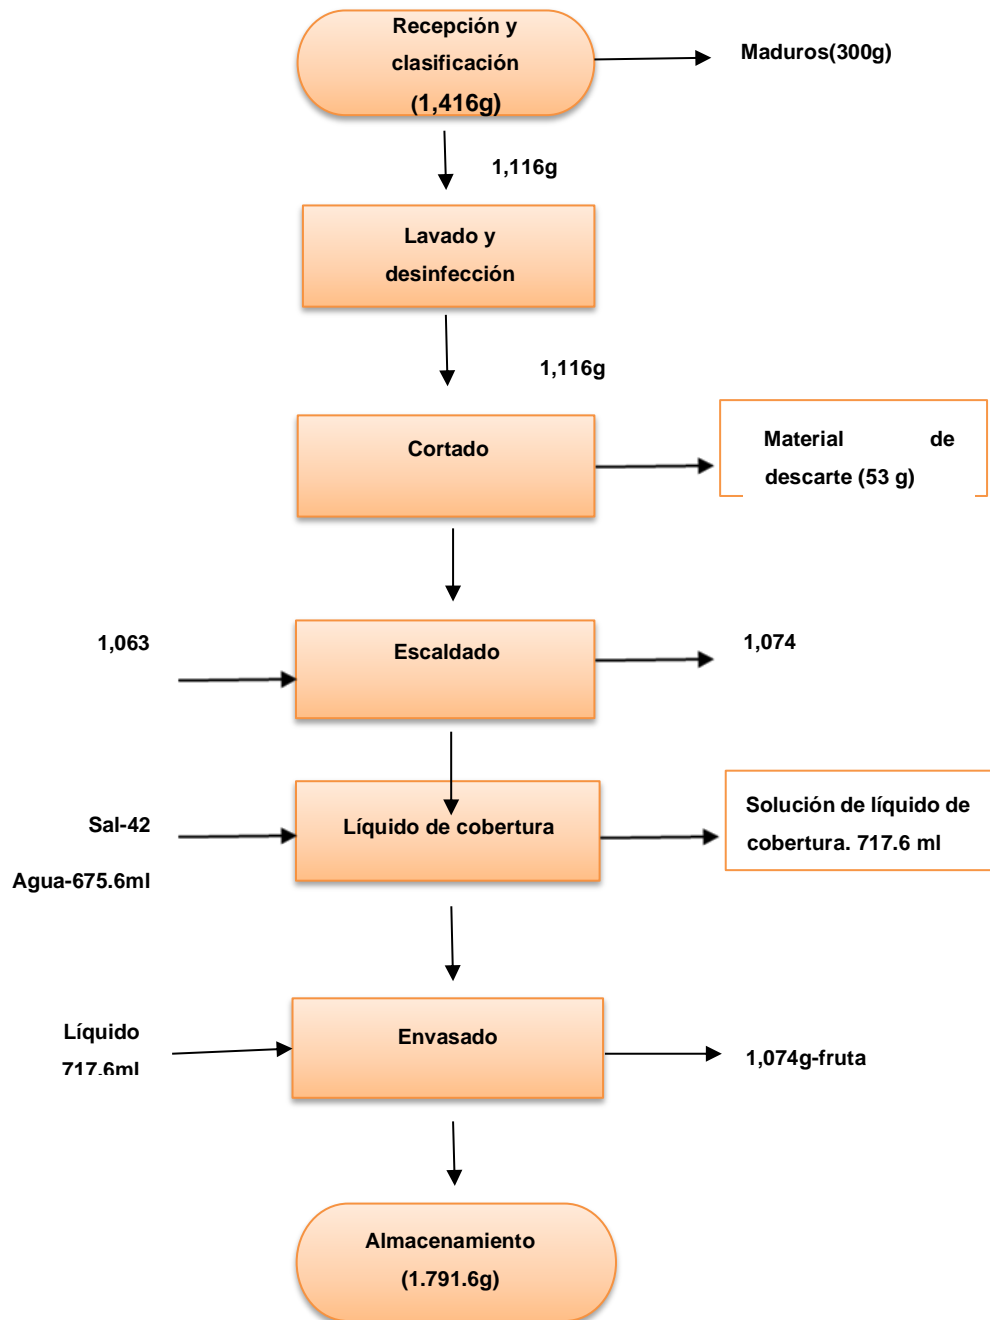 Recepción y
clasificación
(1,416g)
Maduros(300g)
1,116g
Lavado y
desinfección
1,116g
Cortado
Material de
descarte (53 g)
1,063
Escaldado
1,074
Sal-42
Agua-675.6ml
Líquido de cobertura
Solución de líquido de
cobertura. 717.6 ml
Líquido
717.6ml
Envasado
1,074g-fruta
Almacenamiento
(1.791.6g)